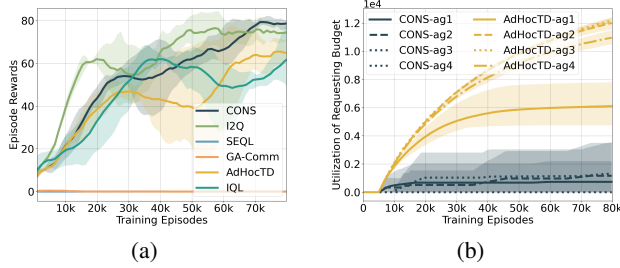 80
60
40
20
0
Episode Rewards
10k 20k 30k 40k 50k 60k 70k
Training Episodes
CONS
I2Q
SEQL
GA-Comm
AdHocTD
IQL
(a)
1e4
1.2
1.0
0.8
0.6
0.4
0.2
0.0
Utilization of Requesting Budget
CONS-ag1
CONS-ag2
CONS-ag3
CONS-ag4
AdHocTD-ag1
AdHocTD-ag2
AdHocTD-ag3
AdHocTD-ag4
0 10k 20k 30k 40k 50k 60k 70k 80k
Training Episodes
(b)